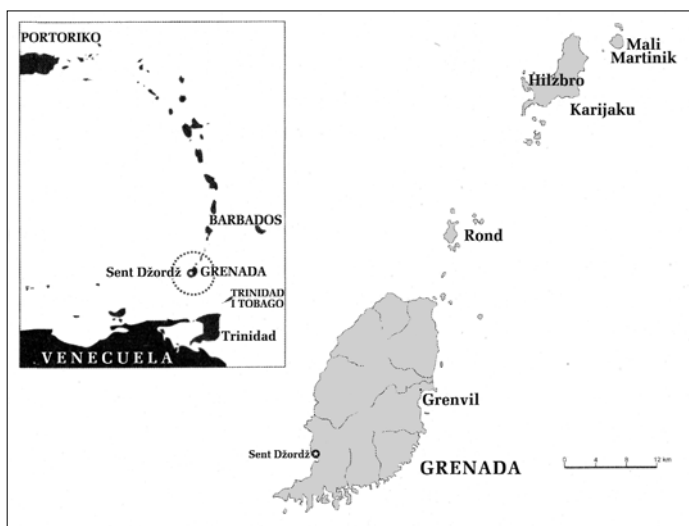 PORTORIKO
BARBADOS
Sent Džordž
GRENADA
TRINIDAD
I TOBAGO
Trinidad
VENECUELA
Mali
Martinik
Hilzbro
Karijaku
Rond
Grenvil
Sent Džordž
GRENADA
0 4 8 12 km